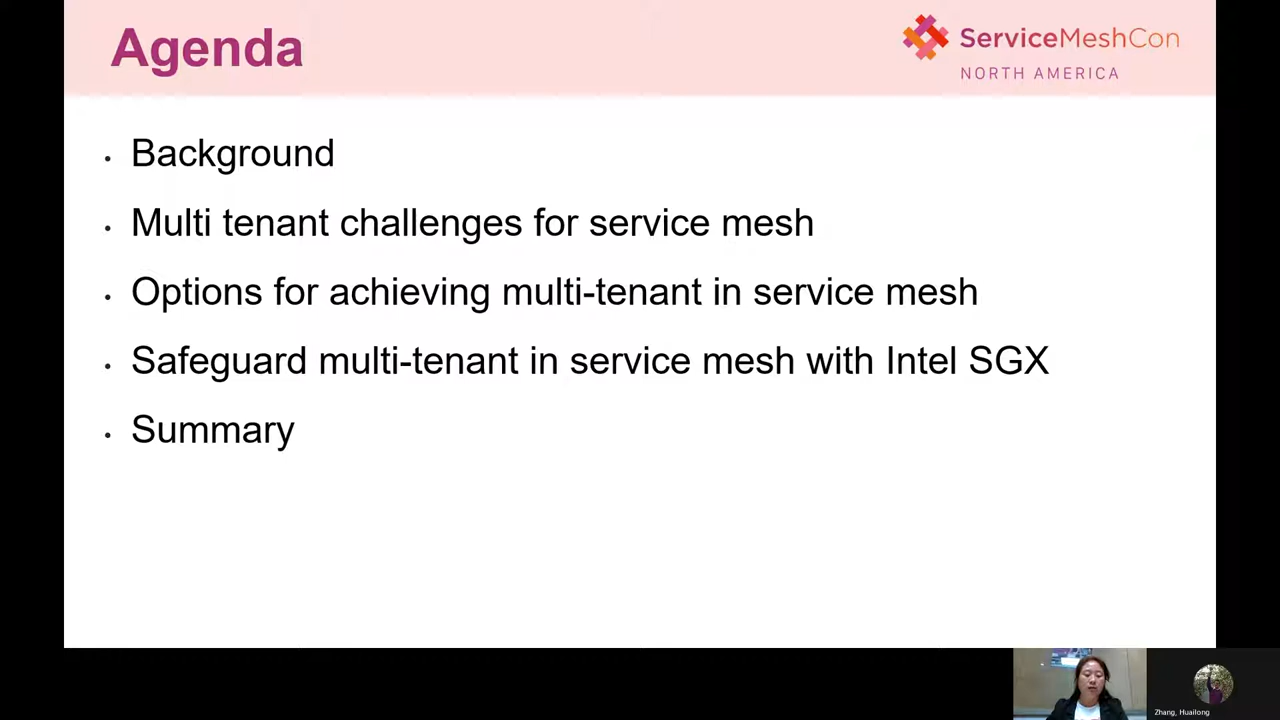 Agenda
ServiceMeshCon
NORTH AMERICA
Background
Multi tenant challenges for service mesh
Options for achieving multi-tenant in service mesh
Safeguard multi-tenant in service mesh with Intel SGX
Summary
Zhang, Huailong